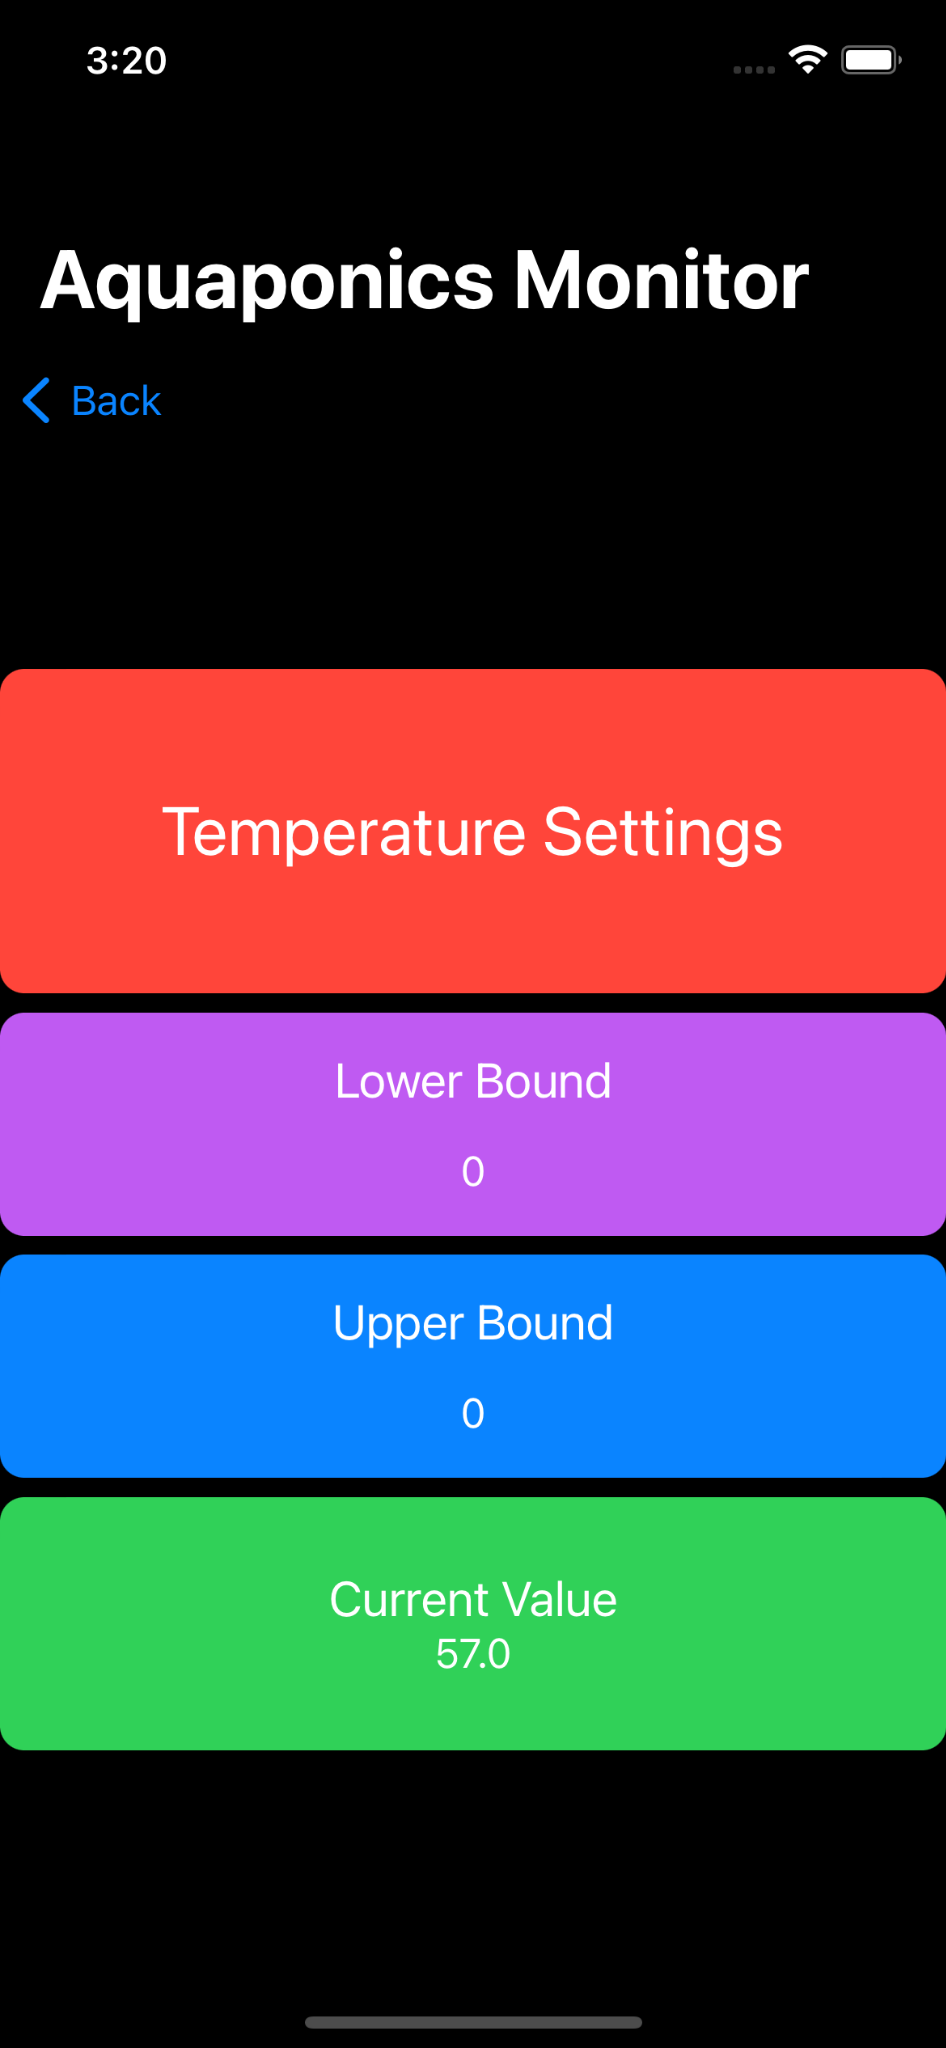 3:20
Aquaponics Monitor
Back
Temperature Settings
Lower Bound
0
Upper Bound
0
Current Value
57.0